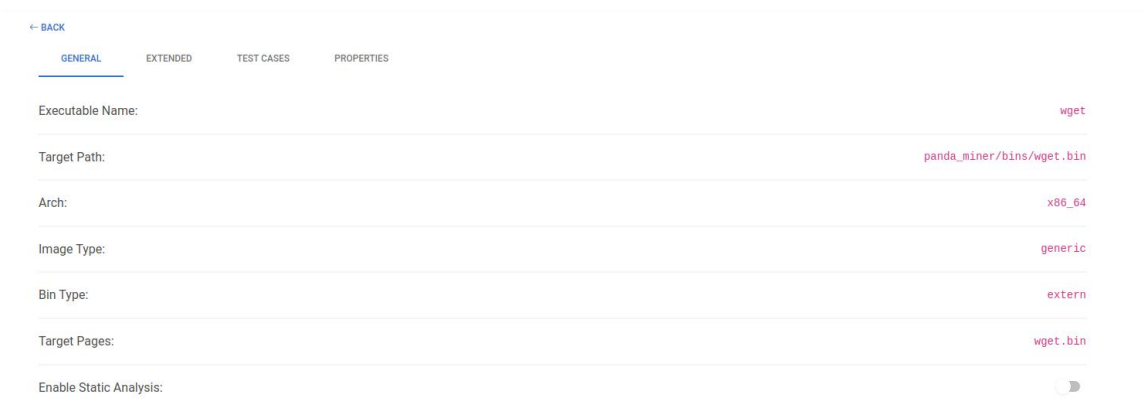 ← BACK
GENERAL EXTENDED TEST CASES PROPERTIES
Executable Name: wget
Target Path: panda_miner/bins/wget.bin
Arch: x86_64
Image Type: generic
Bin Type: extern
Target Pages: wget.bin
Enable Static Analysis: